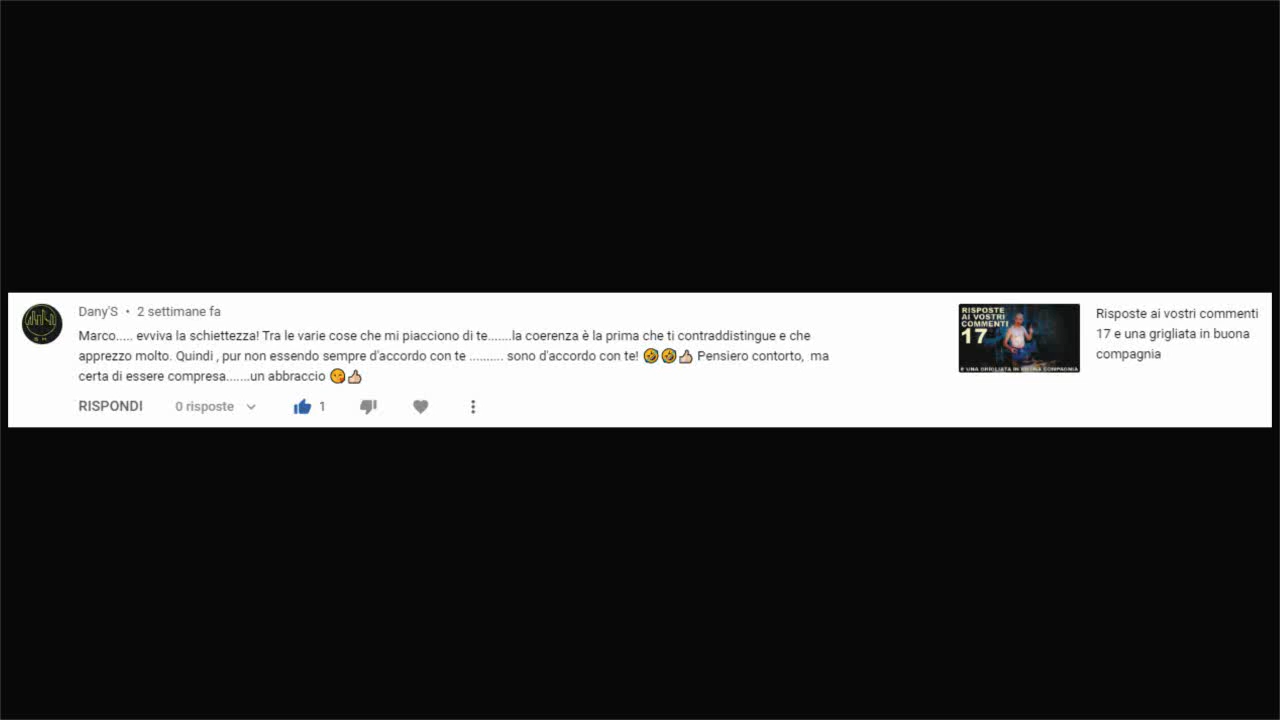 Dany'S • 2 settimane fa
Marco..... evviva la schiettezza! Tra le varie cose che mi piacciono di te.......la coerenza è la prima che ti contraddistingue e che
apprezzo molto. Quindi , pur non essendo sempre d'accordo con te .......... sono d'accordo con te! 🤣🤣👍🏻 Pensiero contorto, ma
certa di essere compresa.......un abbraccio 😘👍🏻
RISPONDI 0 risposte 1
RISPOSTE
AI VOSTRI
COMMENTI
17
E UNA GRIGLIATA IN BUONA COMPAGNIA
Risposte ai vostri commenti
17 e una grigliata in buona
compagnia